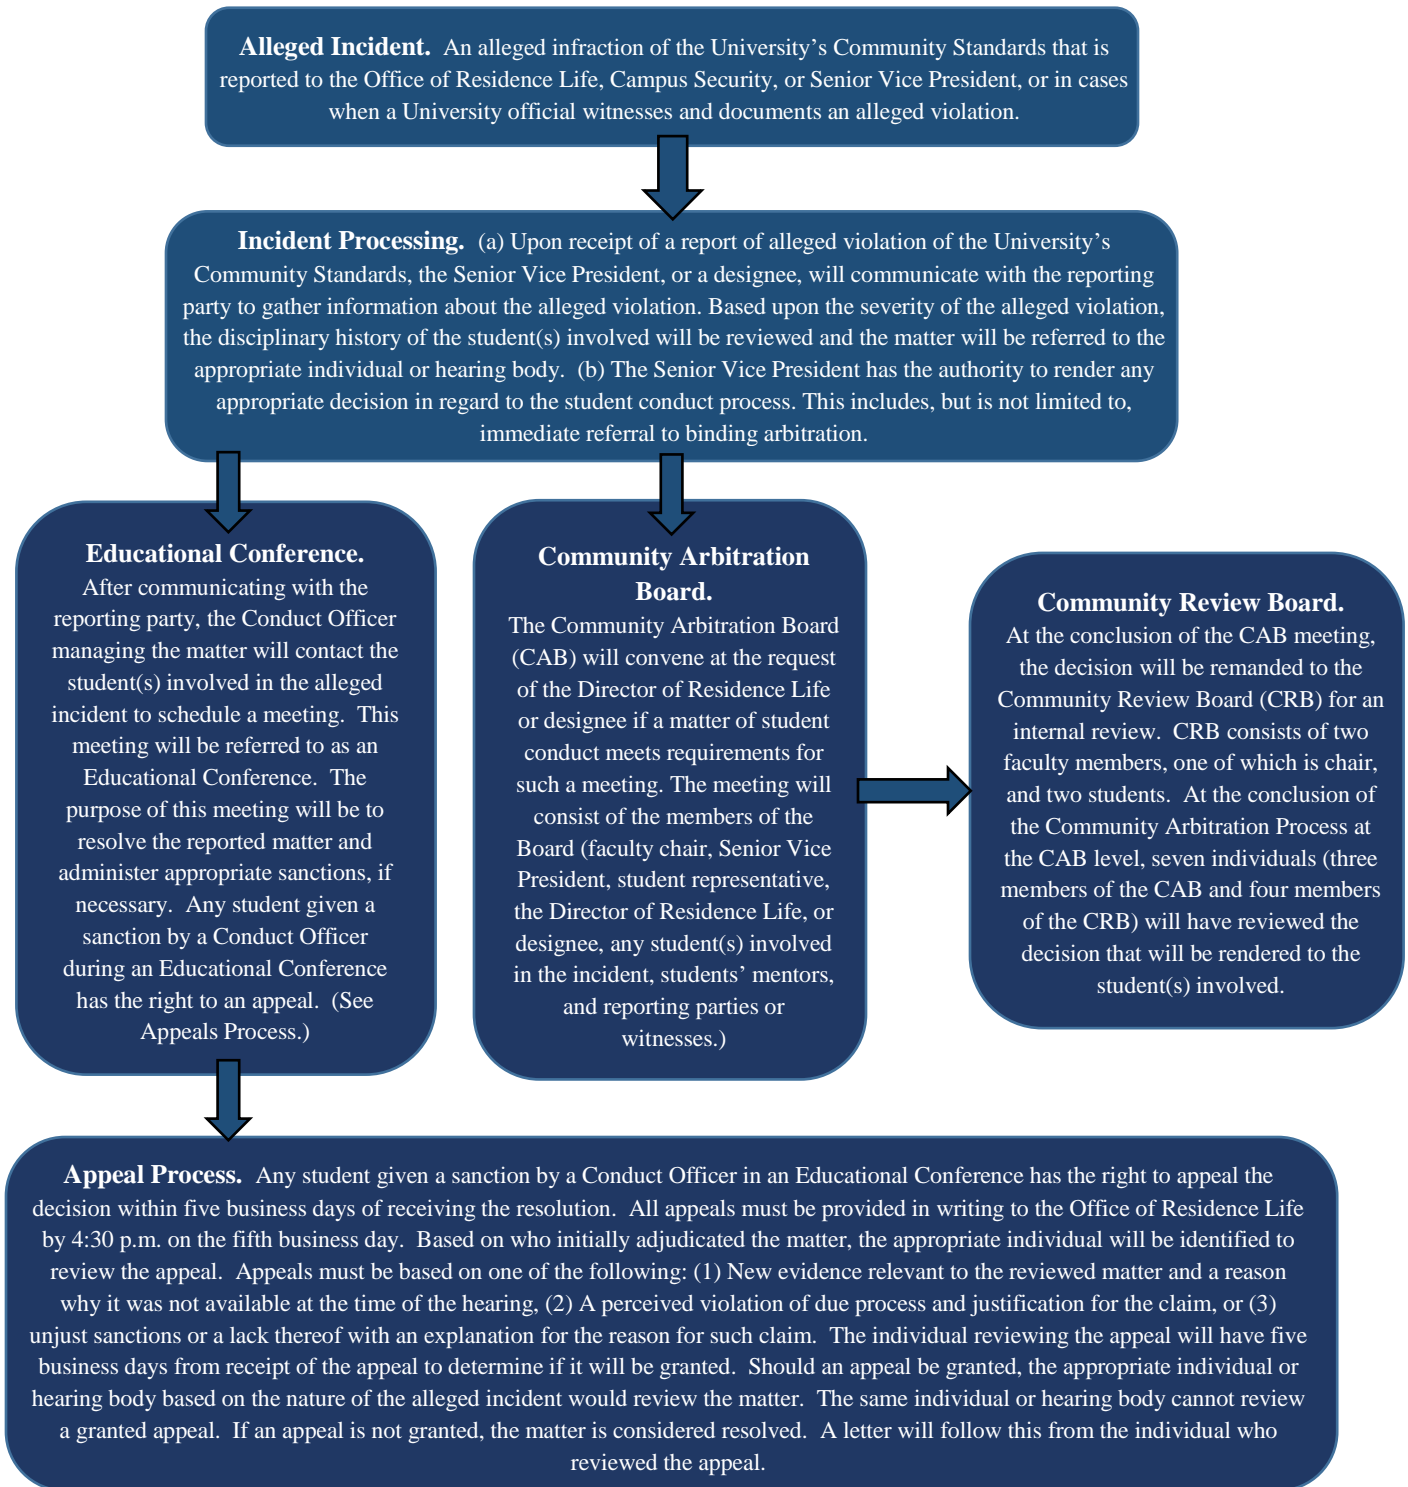 Alleged Incident. An alleged infraction of the University’s Community Standards that is
reported to the Office of Residence Life, Campus Security, or Senior Vice President, or in cases
when a University official witnesses and documents an alleged violation.
Incident Processing. (a) Upon receipt of a report of alleged violation of the University’s
Community Standards, the Senior Vice President, or a designee, will communicate with the reporting
party to gather information about the alleged violation. Based upon the severity of the alleged violation,
the disciplinary history of the student(s) involved will be reviewed and the matter will be referred to the
appropriate individual or hearing body. (b) The Senior Vice President has the authority to render any
appropriate decision in regard to the student conduct process. This includes, but is not limited to,
immediate referral to binding arbitration.
Educational Conference.
After communicating with the
reporting party, the Conduct Officer
managing the matter will contact the
student(s) involved in the alleged
incident to schedule a meeting. This
meeting will be referred to as an
Educational Conference. The
purpose of this meeting will be to
resolve the reported matter and
administer appropriate sanctions, if
necessary. Any student given a
sanction by a Conduct Officer
during an Educational Conference
has the right to an appeal. (See
Appeals Process.)
Community Arbitration
Board.
The Community Arbitration Board
(CAB) will convene at the request
of the Director of Residence Life
or designee if a matter of student
conduct meets requirements for
such a meeting. The meeting will
consist of the members of the
Board (faculty chair, Senior Vice
President, student representative,
the Director of Residence Life, or
designee, any student(s) involved
in the incident, students’ mentors,
and reporting parties or
witnesses.)
Community Review Board.
At the conclusion of the CAB meeting,
the decision will be remanded to the
Community Review Board (CRB) for an
internal review. CRB consists of two
faculty members, one of which is chair,
and two students. At the conclusion of
the Community Arbitration Process at
the CAB level, seven individuals (three
members of the CAB and four members
of the CRB) will have reviewed the
decision that will be rendered to the
student(s) involved.
Appeal Process. Any student given a sanction by a Conduct Officer in an Educational Conference has the right to appeal the
decision within five business days of receiving the resolution. All appeals must be provided in writing to the Office of Residence Life
by 4:30 p.m. on the fifth business day. Based on who initially adjudicated the matter, the appropriate individual will be identified to
review the appeal. Appeals must be based on one of the following: (1) New evidence relevant to the reviewed matter and a reason
why it was not available at the time of the hearing, (2) A perceived violation of due process and justification for the claim, or (3)
unjust sanctions or a lack thereof with an explanation for the reason for such claim. The individual reviewing the appeal will have five
business days from receipt of the appeal to determine if it will be granted. Should an appeal be granted, the appropriate individual or
hearing body based on the nature of the alleged incident would review the matter. The same individual or hearing body cannot review
a granted appeal. If an appeal is not granted, the matter is considered resolved. A letter will follow this from the individual who
reviewed the appeal.